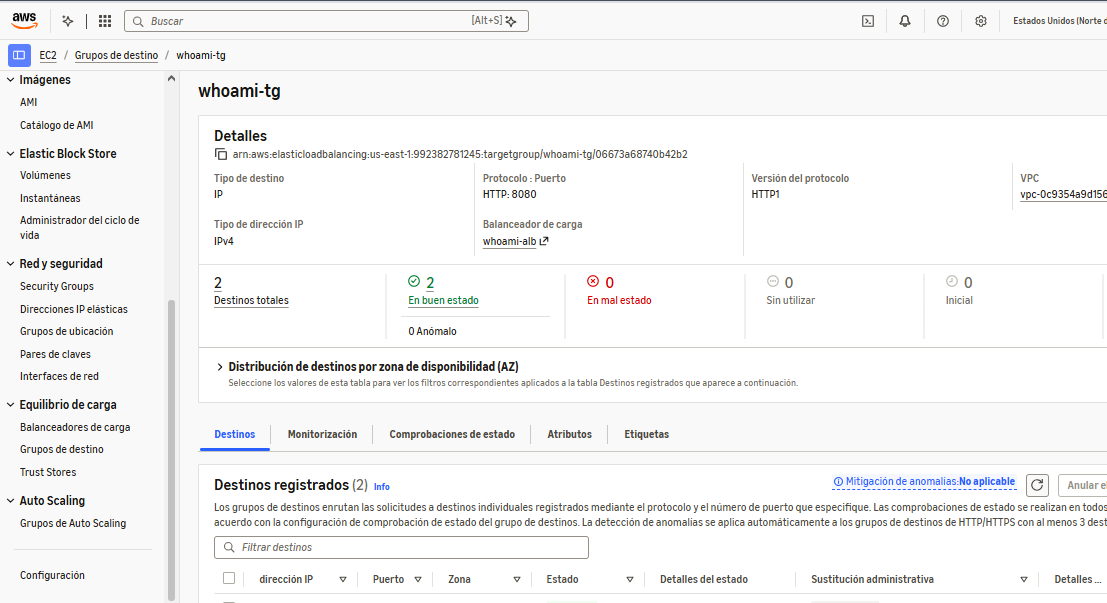 aws
Buscar
[Alt+S]
Estados Unidos (Norte d
EC2 / Grupos de destino / whoami-tg
Imágenes
AMI
Catálogo de AMI
Elastic Block Store
Volúmenes
Instantáneas
Administrador del ciclo de
vida
Red y seguridad
Security Groups
Direcciones IP elásticas
Grupos de ubicación
Pares de claves
Interfaces de red
Equilibrio de carga
Balanceadores de carga
Grupos de destino
Trust Stores
Auto Scaling
Grupos de Auto Scaling
Configuración
whoami-tg
Detalles
arn:aws:elasticloadbalancing:us-east-1:992382781245:targetgroup/whoami-tg/06673a68740b42b2
Tipo de destino
IP
Protocolo : Puerto
HTTP: 8080
Versión del protocolo
HTTP1
VPC
vpc-0c9354a9d156
Tipo de dirección IP
IPv4
Balanceador de carga
whoami-alb
2
Destinos totales
2
En buen estado
0 Anómalo
0
En mal estado
0
Sin utilizar
0
Inicial
Distribución de destinos por zona de disponibilidad (AZ)
Seleccione los valores de esta tabla para ver los filtros correspondientes aplicados a la tabla Destinos registrados que aparece a continuación.
Destinos
Monitorización
Comprobaciones de estado
Atributos
Etiquetas
Destinos registrados (2) Info
Mitigación de anomalías:No aplicable
Anular el
Los grupos de destino enrutan las solicitudes a destinos individuales registrados mediante el protocolo y el número de puerto que especifique. Las comprobaciones de estado se realizan en todos
acuerdo con la configuración de comprobación de estado del grupo de destinos. La detección de anomalías se aplica automáticamente a los grupos de destinos de HTTP/HTTPS con al menos 3 dest
Filtrar destinos
dirección IP
Puerto
Zona
Estado
Detalles del estado
Sustitución administrativa
Detalles ...